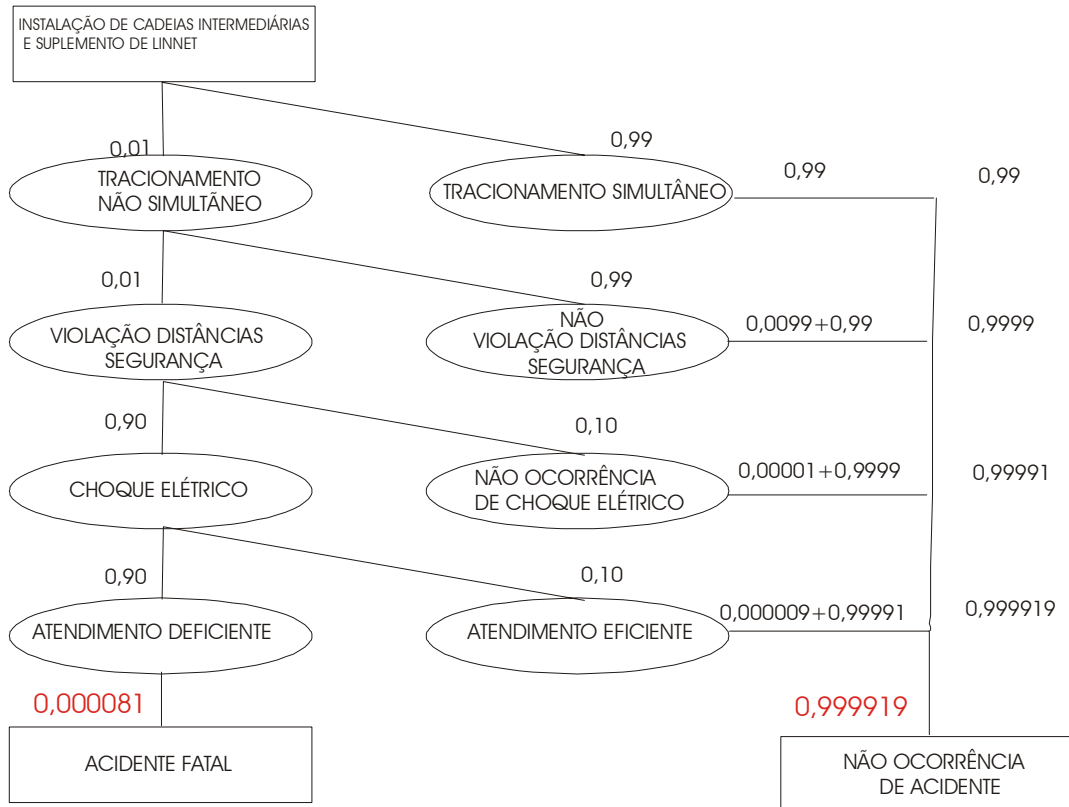 INSTALAÇÃO DE CADEIAS INTERMEDIÁRIAS
E SUPLEMENTO DE LINNET
0,01
0,99
TRACIONAMENTO
NÃO SIMULTÃNEO
TRACIONAMENTO SIMULTÂNEO
0,99
0,99
0,01
0,99
VIOLAÇÃO DISTÂNCIAS
SEGURANÇA
NÃO
VIOLAÇÃO DISTÂNCIAS
SEGURANÇA
0,0099+0,99
0,9999
0,90
0,10
CHOQUE ELÉTRICO
NÃO OCORRÊNCIA
DE CHOQUE ELÉTRICO
0,00001+0,9999
0,99991
0,90
0,10
ATENDIMENTO DEFICIENTE
ATENDIMENTO EFICIENTE
0,000009+0,99991
0,999919
0,000081
0,999919
ACIDENTE FATAL
NÃO OCORRÊNCIA
DE ACIDENTE